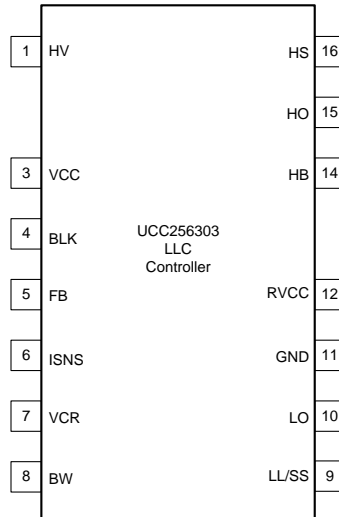 1 HV HS 16
HO 15
3 VCC HB 14
4 BLK
UCC256303
LLC
Controller
5 FB RVCC 12
6 ISNS GND 11
7 VCR LO 10
8 BW LL/SS 9